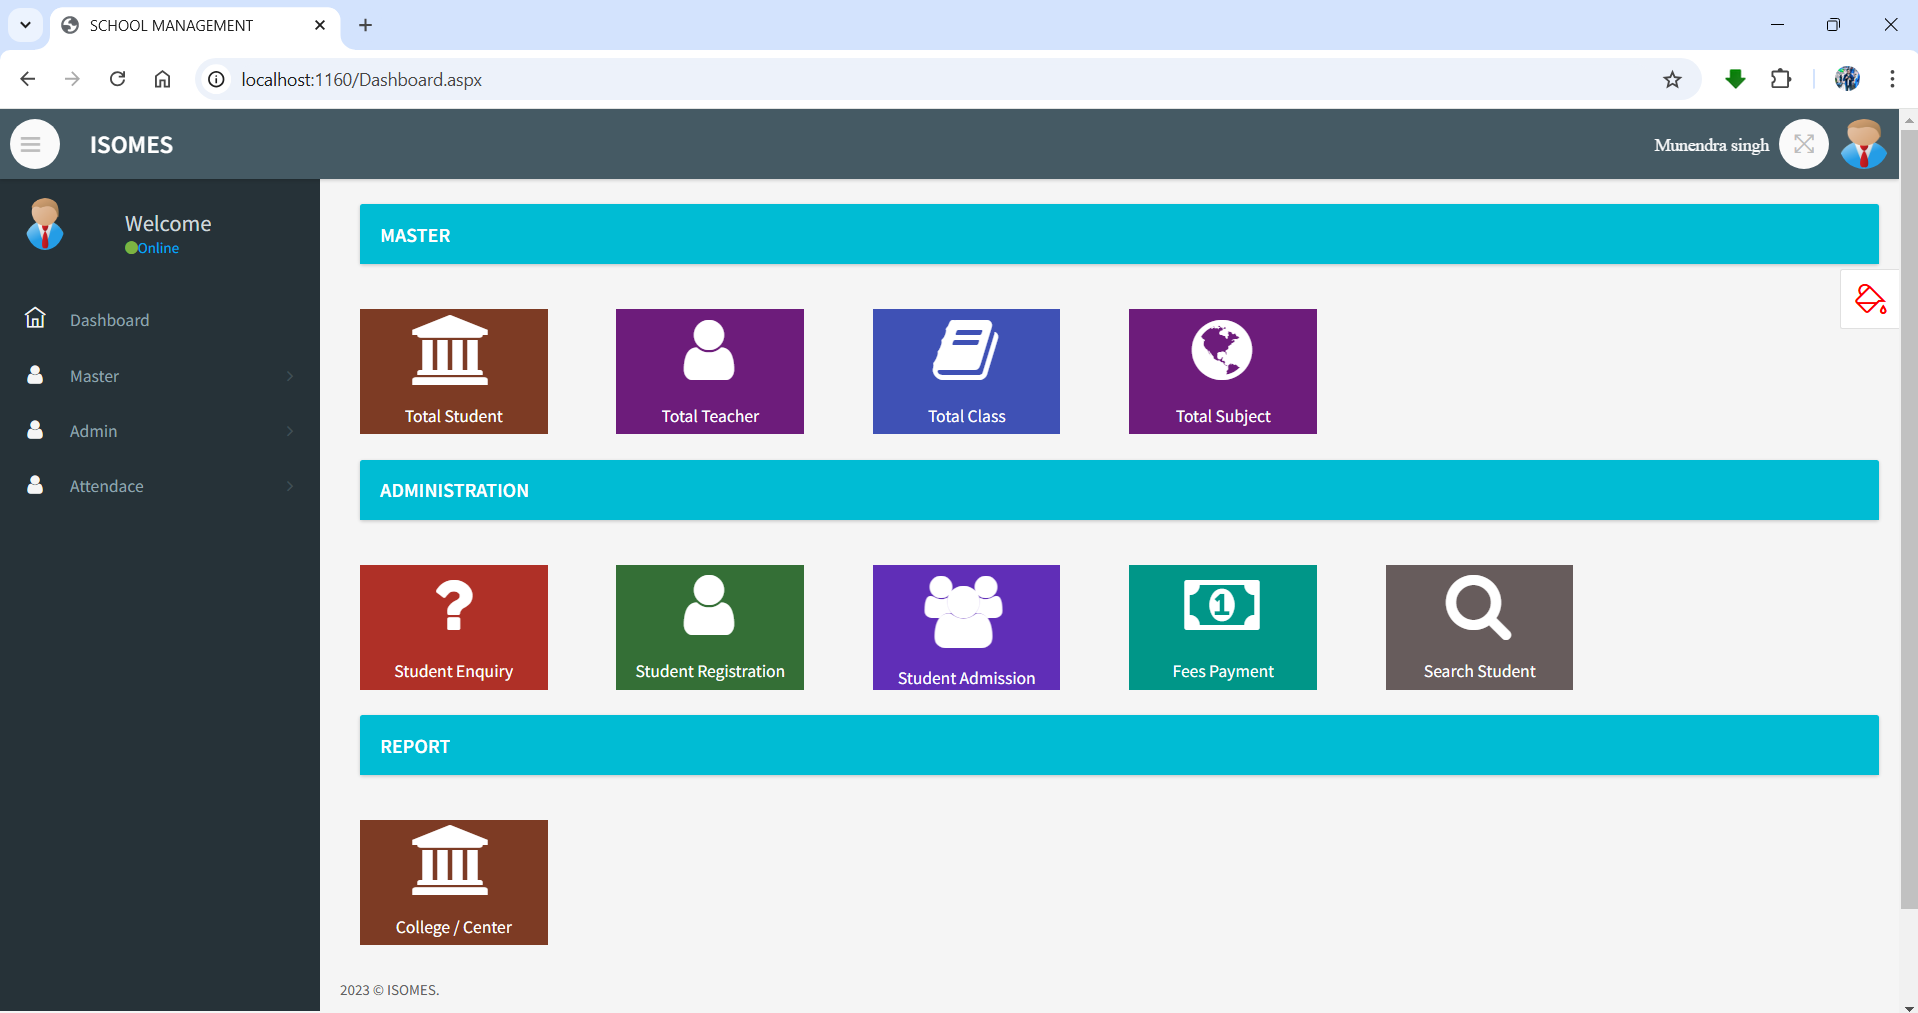 SCHOOL MANAGEMENT
localhost:1160/Dashboard.aspx
ISOMES
Munendra singh
Welcome
Online
Dashboard
Master
Admin
Attendace
MASTER
Total Student
Total Teacher
Total Class
Total Subject
ADMINISTRATION
Student Enquiry
Student Registration
Student Admission
1
Fees Payment
Search Student
REPORT
College / Center
2023 © ISOMES.